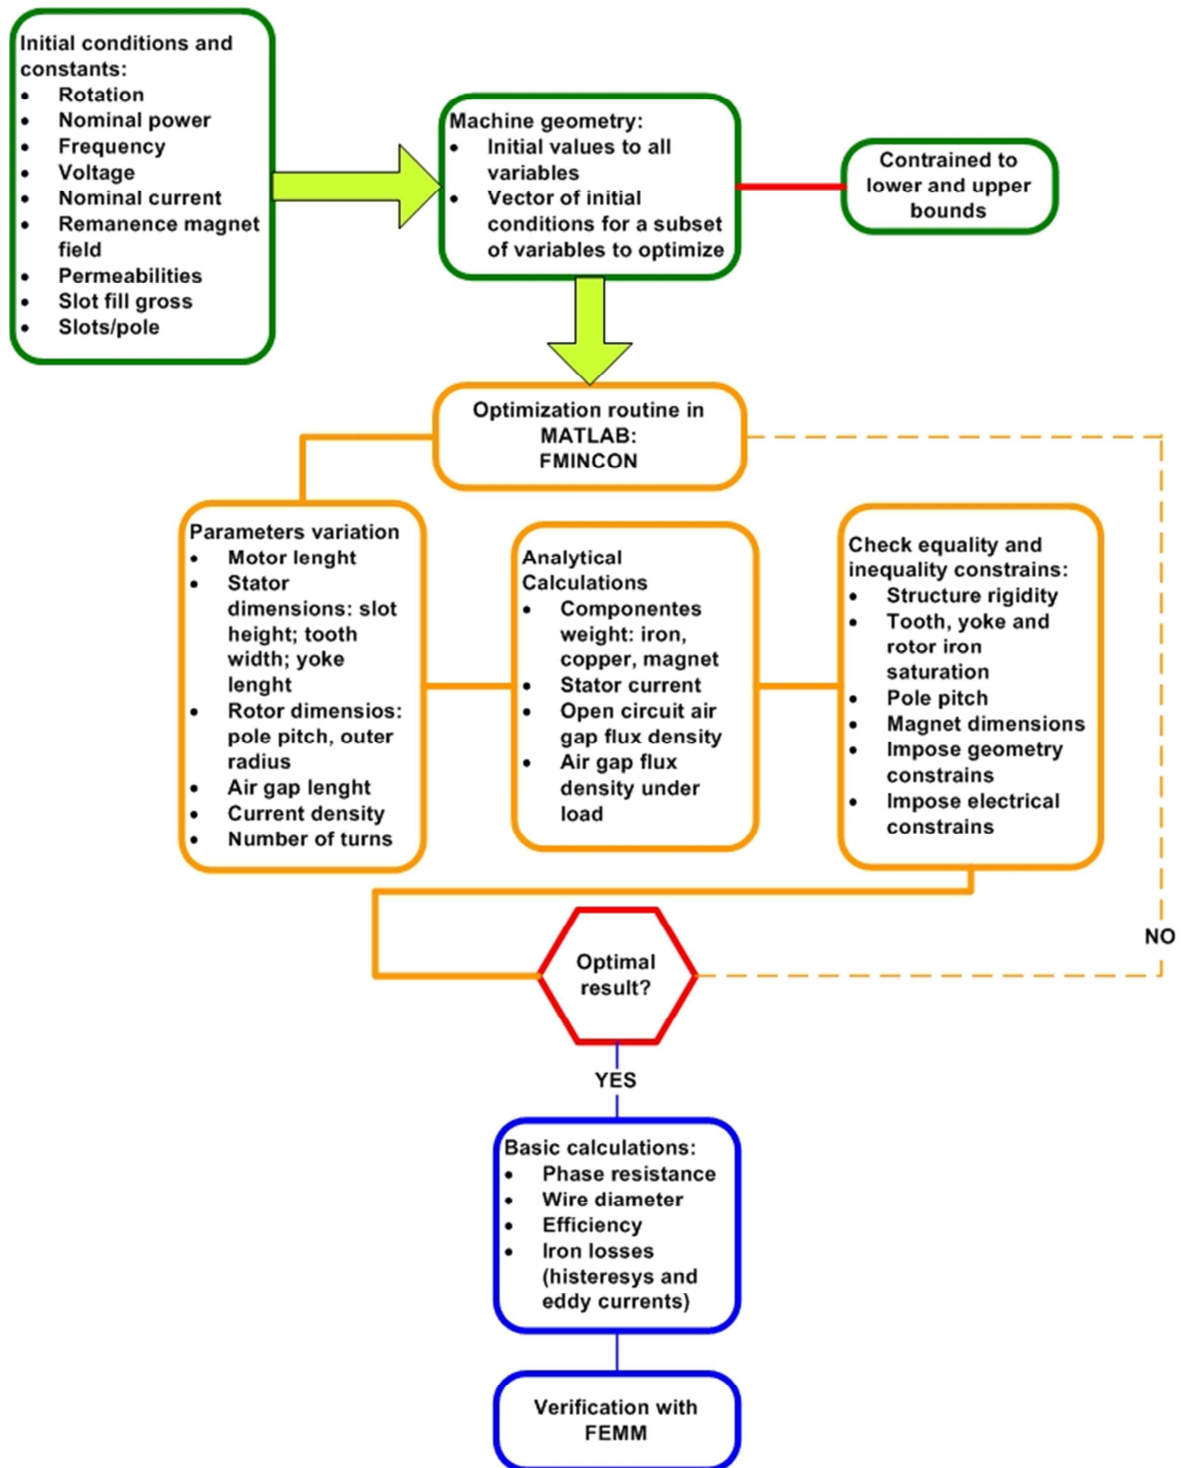 Initial conditions and
constants:
• Rotation
• Nominal power
• Frequency
• Voltage
• Nominal current
• Remanence magnet
field
• Permeabilities
• Slot fill gross
• Slots/pole
Machine geometry:
• Initial values to all
variables
• Vector of initial
conditions for a subset
of variables to optimize
Contrained to
lower and upper
bounds
Optimization routine in
MATLAB:
FMINCON
Parameters variation
• Motor lenght
• Stator
dimensions: slot
height; tooth
width; yoke
lenght
• Rotor dimensios:
pole pitch, outer
radius
• Air gap lenght
• Current density
• Number of turns
Analytical
Calculations
• Componentes
weight: iron,
copper, magnet
• Stator current
• Open circuit air
gap flux density
• Air gap flux
density under
load
Check equality and
inequality constrains:
• Structure rigidity
• Tooth, yoke and
rotor iron
saturation
• Pole pitch
• Magnet dimensions
• Impose geometry
constrains
• Impose electrical
constrains
NO
Optimal
result?
YES
Basic calculations:
• Phase resistance
• Wire diameter
• Efficiency
• Iron losses
(histeresys and
eddy currents)
Verification with
FEMM